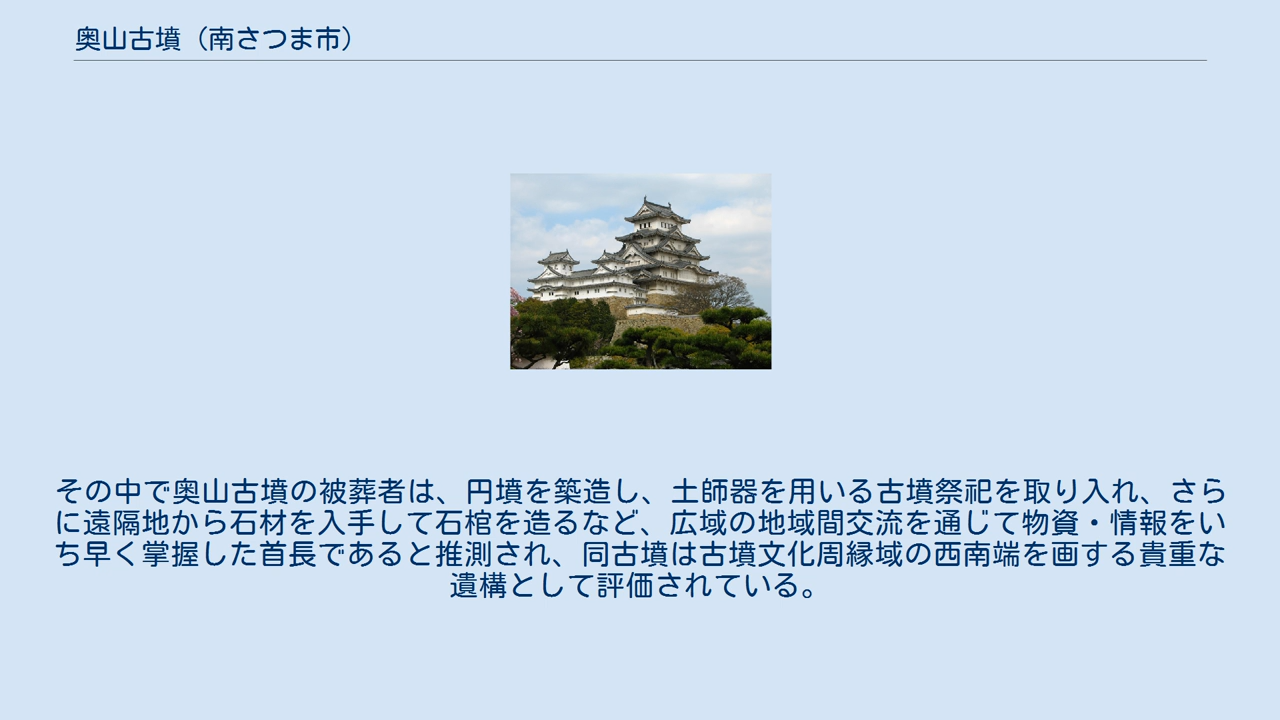 奥山古墳（南さつま市）
その中で奥山古墳の被葬者は、円墳を築造し、土師器を用いる古墳祭祀を取り入れ、さら
に遠隔地から石材を入手して石棺を造るなど、広域の地域間交流を通じて物資・情報をい
ち早く掌握した首長であると推測され、同古墳は古墳文化周縁域の西南端を画する貴重な
遺構として評価されている。